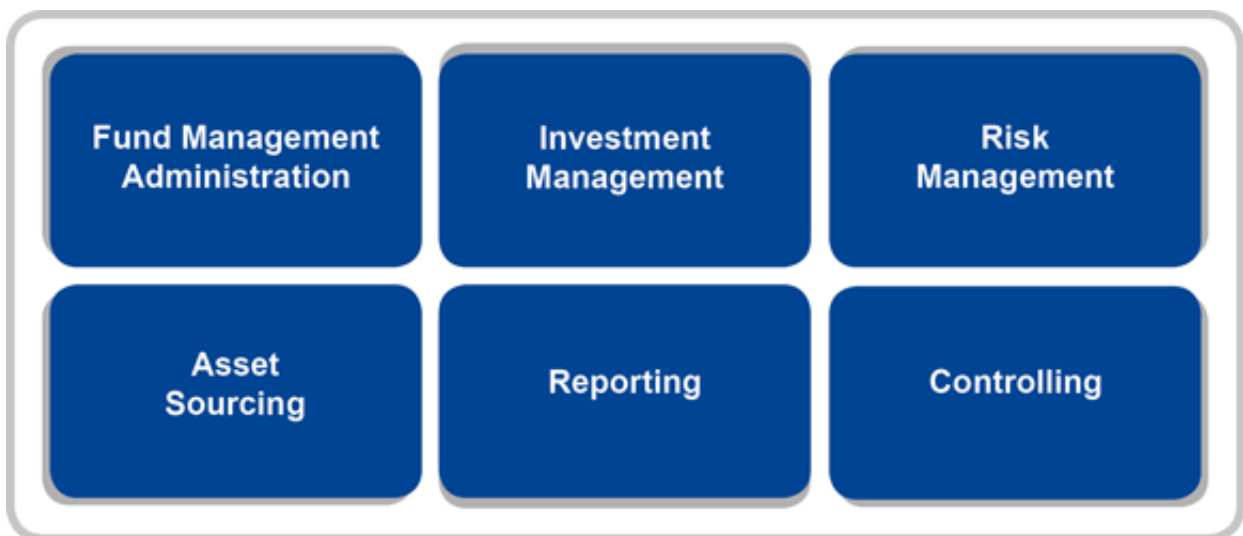 Fund Management
Administration
Investment
Management
Risk
Management
Asset
Sourcing
Reporting
Controlling